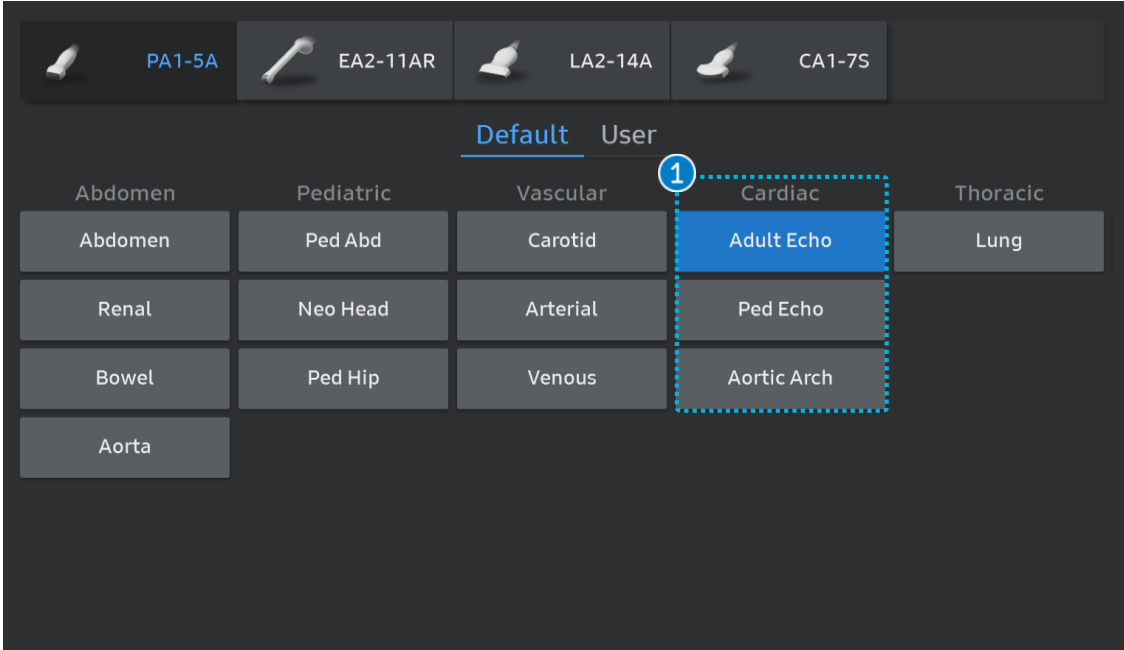 PA1-5A EA2-11AR LA2-14A CA1-7S
Default User
1
Abdomen Pediatric Vascular Cardiac Thoracic
Abdomen Ped Abd Carotid Adult Echo Lung
Renal Neo Head Arterial Ped Echo
Bowel Ped Hip Venous Aortic Arch
Aorta